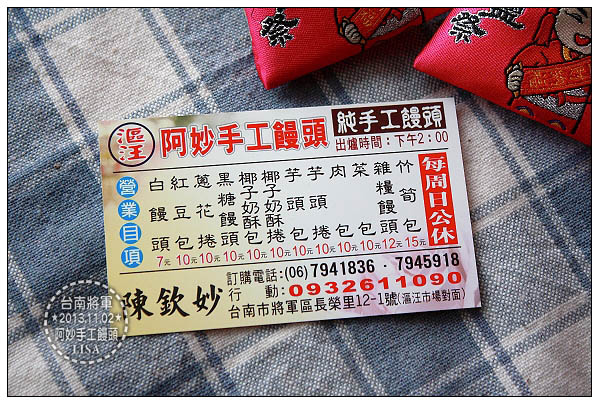 漚汪
阿妙手工饅頭
純手工饅頭
出爐時間：下午2：00
營業目項
白饅頭 7元
紅豆包 10元
蔥花捲 10元
黑糖饅頭 10元
椰子奶酥包 10元
椰子奶酥捲 10元
芋頭包 10元
芋頭捲 10元
肉包 10元
菜包 10元
雜糧饅頭 12元
竹筍包 15元
每周日公休
陳欽妙
訂購電話:(06)7941836·7945918
行動:0932611090
台南市將軍區長榮里12-1號(漚汪市場對面)
台南將軍
★2013.11.02★
阿妙手工饅頭
LISA